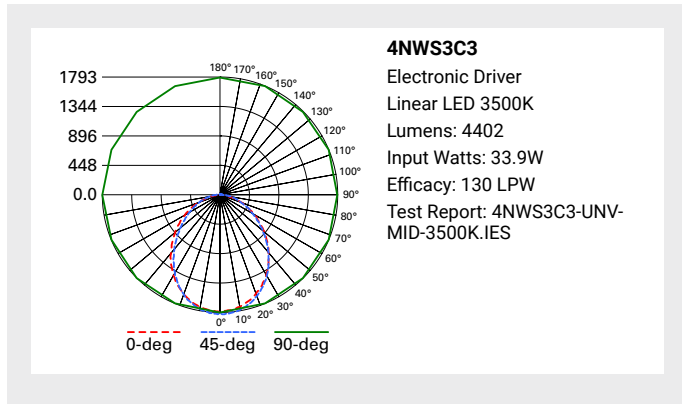 4NWS3C3
Electronic Driver
Linear LED 3500K
Lumens: 4402
Input Watts: 33.9W
Efficacy: 130 LPW
Test Report: 4NWS3C3-UNV-
MID-3500K.IES
1793
1344
896
448
0.0
180°
170°
160°
150°
140°
130°
120°
110°
100°
90°
80°
70°
60°
50°
40°
30°
20°
10°
0°
0-deg
45-deg
90-deg